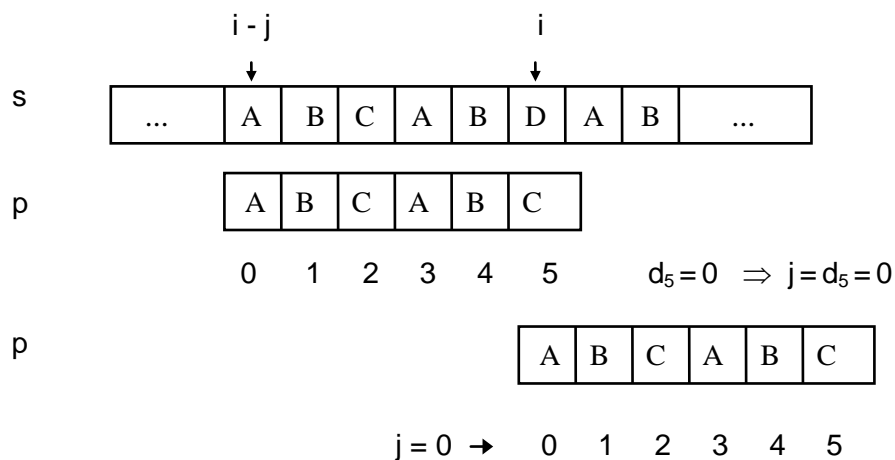 i - j i
s ... A B C A B D A B ...
p A B C A B C
0 1 2 3 4 5 d₅=0 ⇒ j=d₅=0
p A B C A B C
j = 0 → 0 1 2 3 4 5